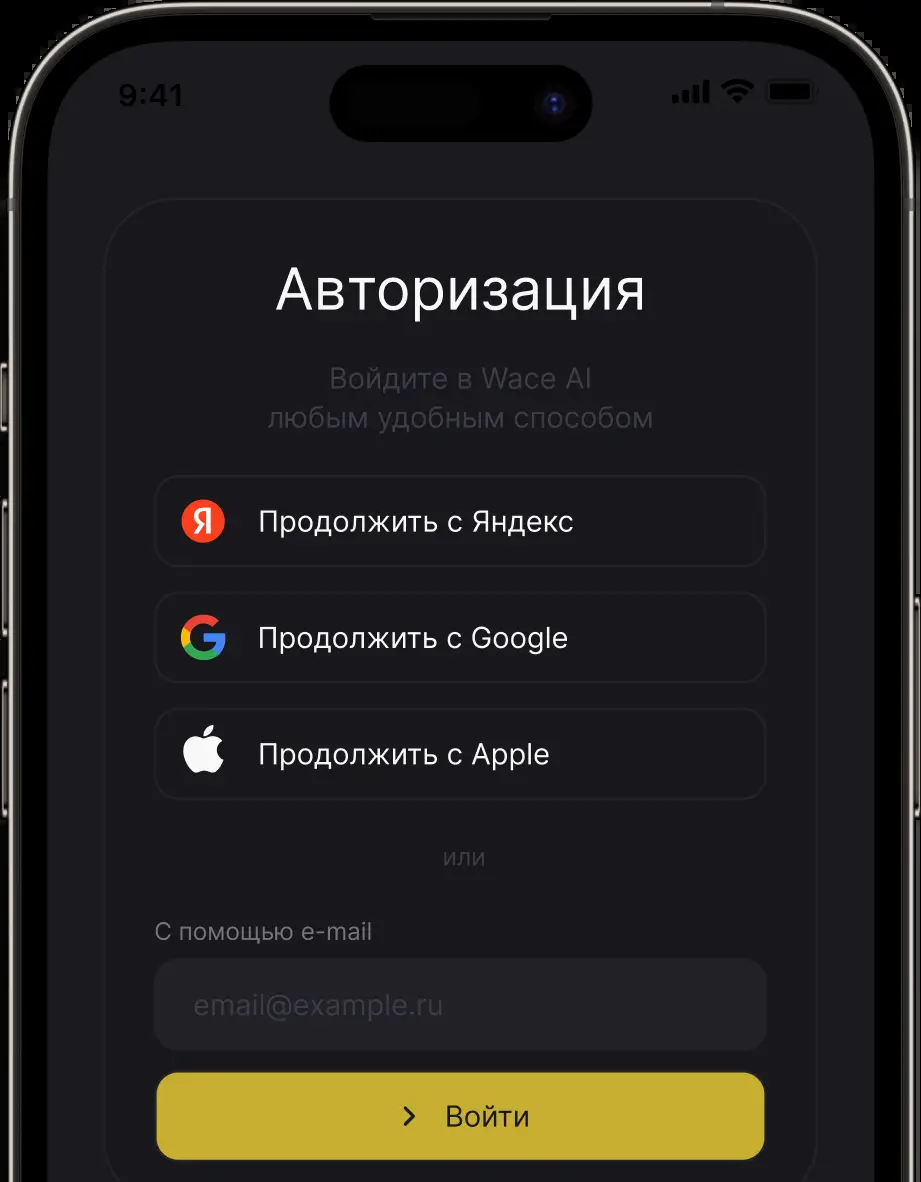 9:41
Авторизация
Войдите в Wace AI
любым удобным способом
Я Продолжить с Яндекс
G Продолжить с Google
Продолжить с Apple
или
С помощью e-mail
email@example.ru
Войти